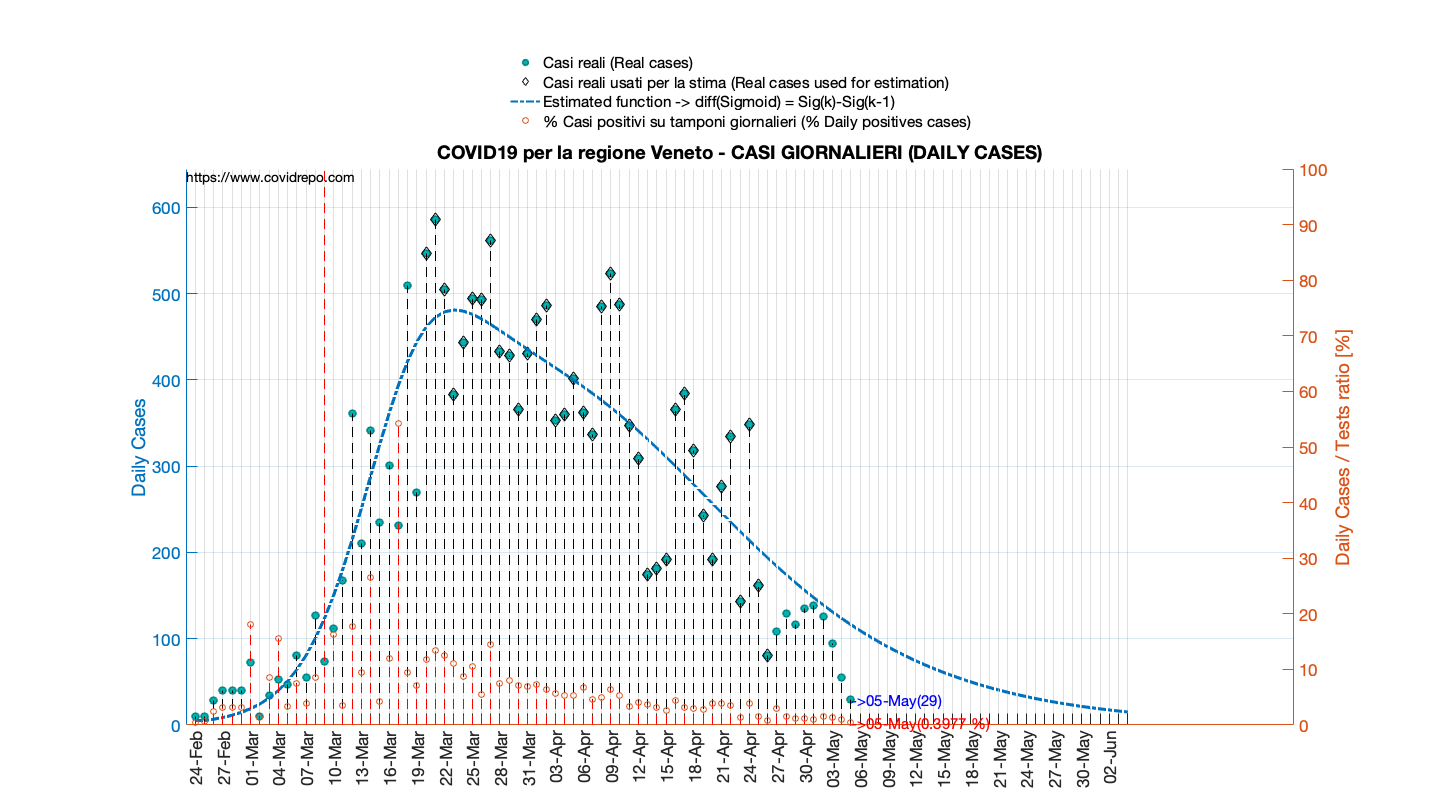 Casi reali (Real cases)
Casi reali usati per la stima (Real cases used for estimation)
Estimated function -> diff(Sigmoid) = Sig(k)-Sig(k-1)
% Casi positivi su tamponi giornalieri (% Daily positives cases)
COVID19 per la regione Veneto - CASI GIORNALIERI (DAILY CASES)
https://www.covidrepo.com
Daily Cases
600
500
400
300
200
100
0
100
90
80
70
60
50
40
30
20
10
0
Daily Cases / Tests ratio [%]
>05-May(29)
>05-May(0.3977 %)
24-Feb
27-Feb
01-Mar
04-Mar
07-Mar
10-Mar
13-Mar
16-Mar
19-Mar
22-Mar
25-Mar
28-Mar
31-Mar
03-Apr
06-Apr
09-Apr
12-Apr
15-Apr
18-Apr
21-Apr
24-Apr
27-Apr
30-Apr
03-May
06-May
09-May
12-May
15-May
18-May
21-May
24-May
27-May
30-May
02-Jun